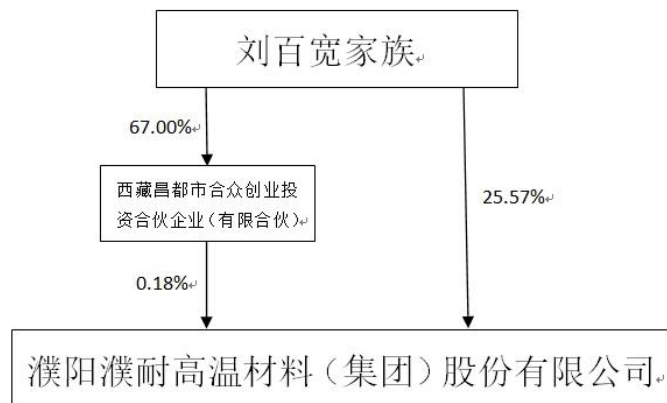 刘百宽家族
67.00%
西藏昌都市合众创业投
资合伙企业（有限合伙）
25.57%
0.18%
濮阳濮耐高温材料（集团）股份有限公司